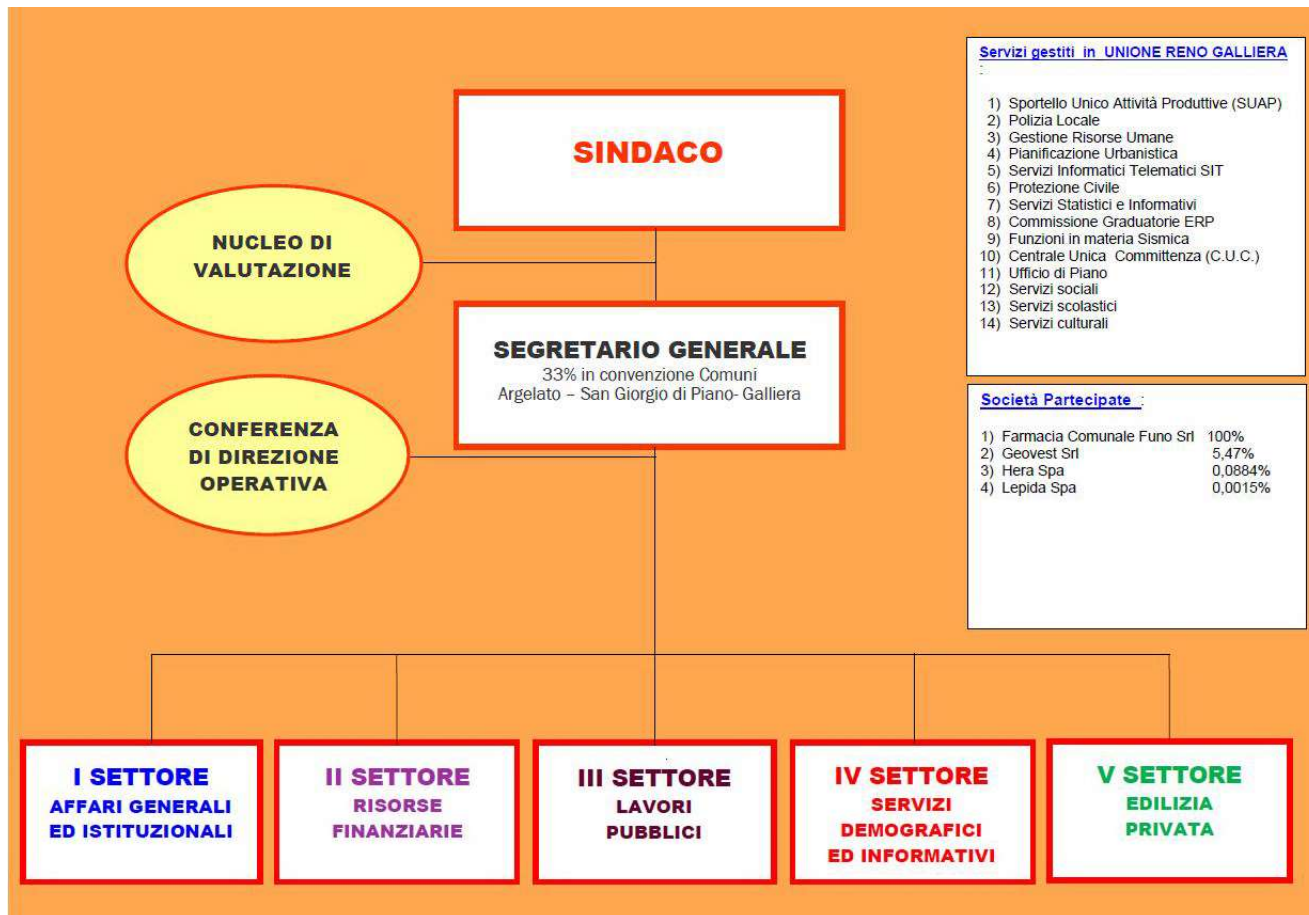 SINDACO
NUCLEO DI
VALUTAZIONE
SEGRETARIO GENERALE
33% in convenzione Comuni
Argelato – San Giorgio di Piano- Galliera
CONFERENZA
DI DIREZIONE
OPERATIVA
Servizi gestiti in UNIONE RENO GALLIERA
:
1) Sportello Unico Attività Produttive (SUAP)
2) Polizia Locale
3) Gestione Risorse Umane
4) Pianificazione Urbanistica
5) Servizi Informatici Telematici SIT
6) Protezione Civile
7) Servizi Statistici e Informativi
8) Commissione Graduatorie ERP
9) Funzioni in materia Sismica
10) Centrale Unica Committenza (C.U.C.)
11) Ufficio di Piano
12) Servizi sociali
13) Servizi scolastici
14) Servizi culturali
Società Partecipate :
1) Farmacia Comunale Funo Srl 100%
2) Geovest Srl 5,47%
3) Hera Spa 0,0884%
4) Lepida Spa 0,0015%
I SETTORE
AFFARI GENERALI
ED ISTITUZIONALI
II SETTORE
RISORSE
FINANZIARIE
III SETTORE
LAVORI
PUBBLICI
IV SETTORE
SERVIZI
DEMOGRAFICI
ED INFORMATIVI
V SETTORE
EDILIZIA
PRIVATA